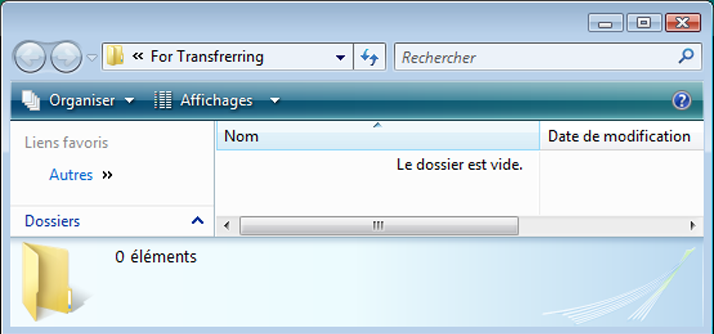 « For Transfrerring
Rechercher
Organiser Affichages
Liens favoris
Autres »
Dossiers
Nom Date de modification
Le dossier est vide.
0 éléments